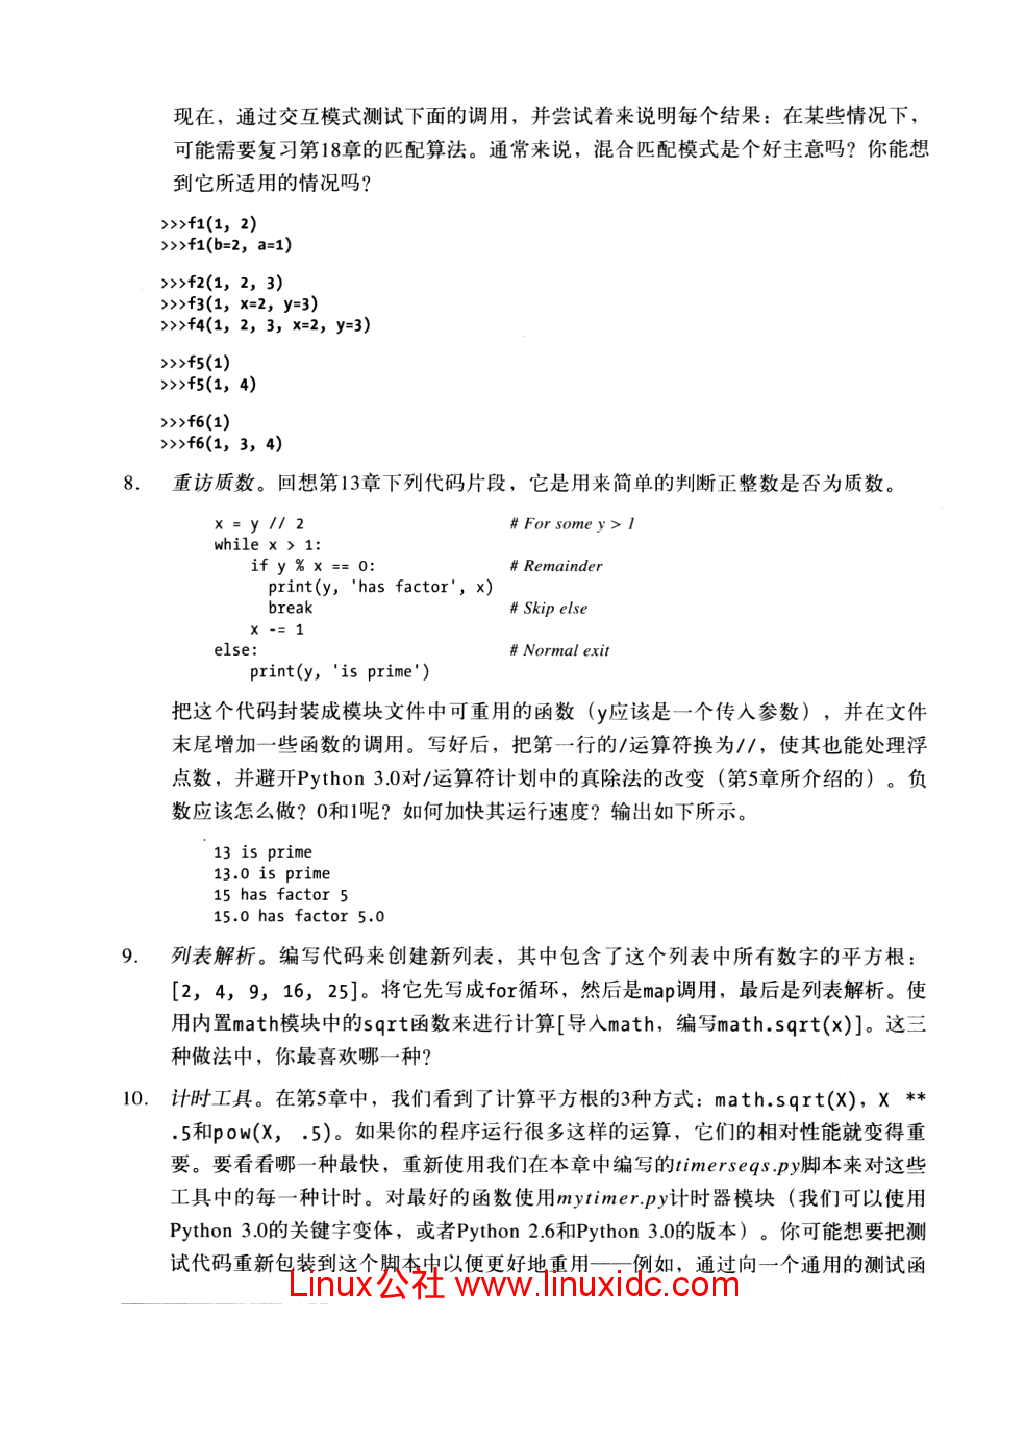 现在，通过交互模式测试下面的调用，并尝试着来说明每个结果：在某些情况下，
可能需要复习第18章的匹配算法。通常来说，混合匹配模式是个好主意吗？你能想
到它所适用的情况吗？
>>>f1(1, 2)
>>>f1(b=2, a=1)
>>>f2(1, 2, 3)
>>>f3(1, x=2, y=3)
>>>f4(1, 2, 3, x=2, y=3)
>>>f5(1)
>>>f5(1, 4)
>>>f6(1)
>>>f6(1, 3, 4)
8. 重访质数。回想第13章下列代码片段，它是用来简单的判断正整数是否为质数。
x = y // 2 # For some y > 1
while x > 1:
if y % x == 0: # Remainder
print(y, 'has factor', x)
break # Skip else
x -= 1
else: # Normal exit
print(y, 'is prime')
把这个代码封装成模块文件中可重用的函数（y应该是一个传入参数），并在文件
末尾增加一些函数的调用。写好后，把第一行的/运算符换为//，使其也能处理浮
点数，并避开Python 3.0对/运算符计划中的真除法的改变（第5章所介绍的）。负
数应该怎么做？0和1呢？如何加快其运行速度？输出如下所示。
13 is prime
13.0 is prime
15 has factor 5
15.0 has factor 5.0
9. 列表解析。编写代码来创建新列表，其中包含了这个列表中所有数字的平方根：
[2, 4, 9, 16, 25]。将它先写成for循环，然后是map调用，最后是列表解析。使
用内置math模块中的sqrt函数来进行计算[导入math，编写math.sqrt(x)]。这三
种做法中，你最喜欢哪一种？
10. 计时工具。在第5章中，我们看到了计算平方根的3种方式：math.sqrt(X)，X **
.5和pow(X, .5)。如果你的程序运行很多这样的运算，它们的相对性能就变得重
要。要看看哪一种最快，重新使用我们在本章中编写的timerseqs.py脚本来对这些
工具中的每一种计时。对最好的函数使用mytimer.py计时器模块（我们可以使用
Python 3.0的关键字变体，或者Python 2.6和Python 3.0的版本）。你可能想要把测
试代码重新包装到这个脚本中以便更好地重用——例如，通过向一个通用的测试函
Linux公社 www.linuxidc.com